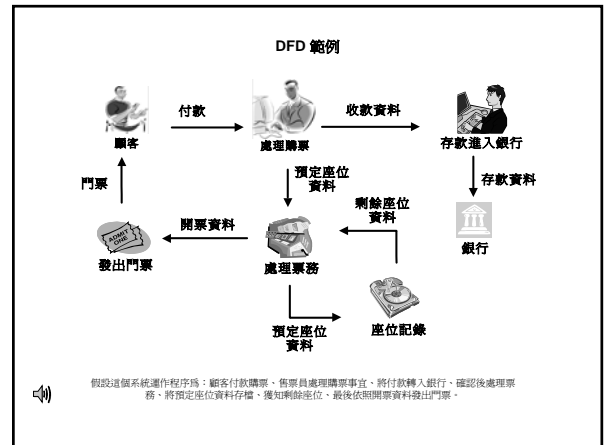 DFD 範例
付款
收款資料
顧客
處理購票
存款進入銀行
門票
預定座位
資料
存款資料
剩餘座位
資料
開票資料
ADMIT
ONE
發出門票
處理票務
銀行
預定座位
資料
座位記錄
假設這個系統運作程序為：顧客付款購票、售票員處理購票事宜、將付款轉入銀行、確認後處理票
務、將預定座位資料存檔、獲知剩餘座位、最後依照開票資料發出門票。